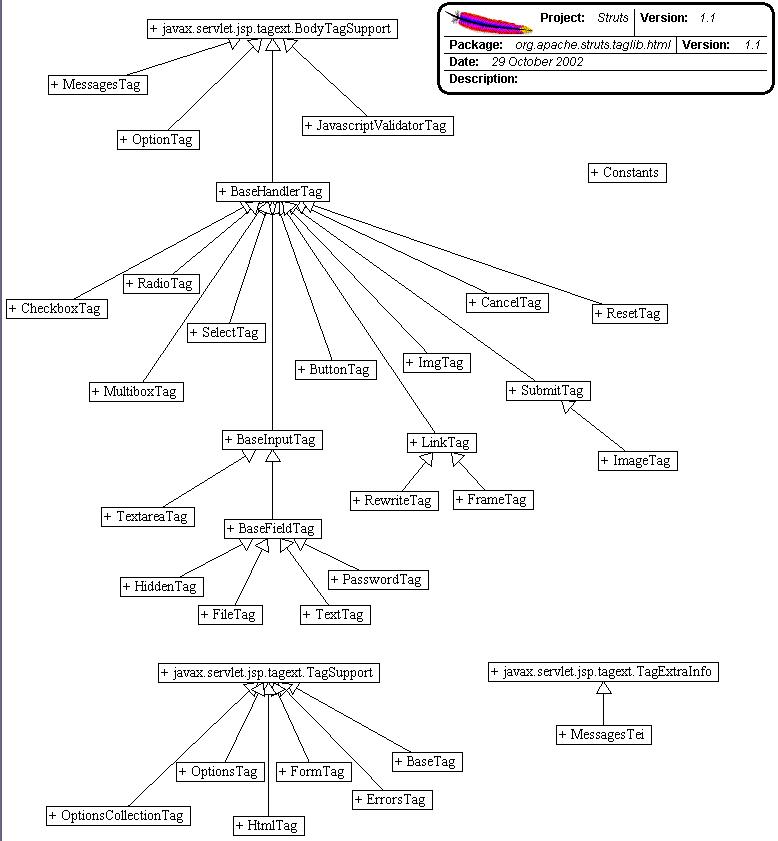 + javax.servlet.jsp.tagext.BodyTagSupport
Project: Struts Version: 1.1
Package: org.apache.struts.taglib.html Version: 1.1
Date: 29 October 2002
Description:
+ MessagesTag
+ OptionTag
+ JavascriptValidatorTag
+ Constants
+ BaseHandlerTag
+ RadioTag
+ CheckboxTag
+ CancelTag
+ ResetTag
+ SelectTag
+ ButtonTag
+ ImgTag
+ MultiboxTag
+ SubmitTag
+ BaseInputTag
+ LinkTag
+ ImageTag
+ RewriteTag
+ FrameTag
+ TextareaTag
+ BaseFieldTag
+ HiddenTag
+ PasswordTag
+ FileTag
+ TextTag
+ javax.servlet.jsp.tagext.TagSupport
+ javax.servlet.jsp.tagext.TagExtraInfo
+ MessagesTei
+ BaseTag
+ OptionsTag
+ FormTag
+ ErrorsTag
+ OptionsCollectionTag
+ HtmlTag